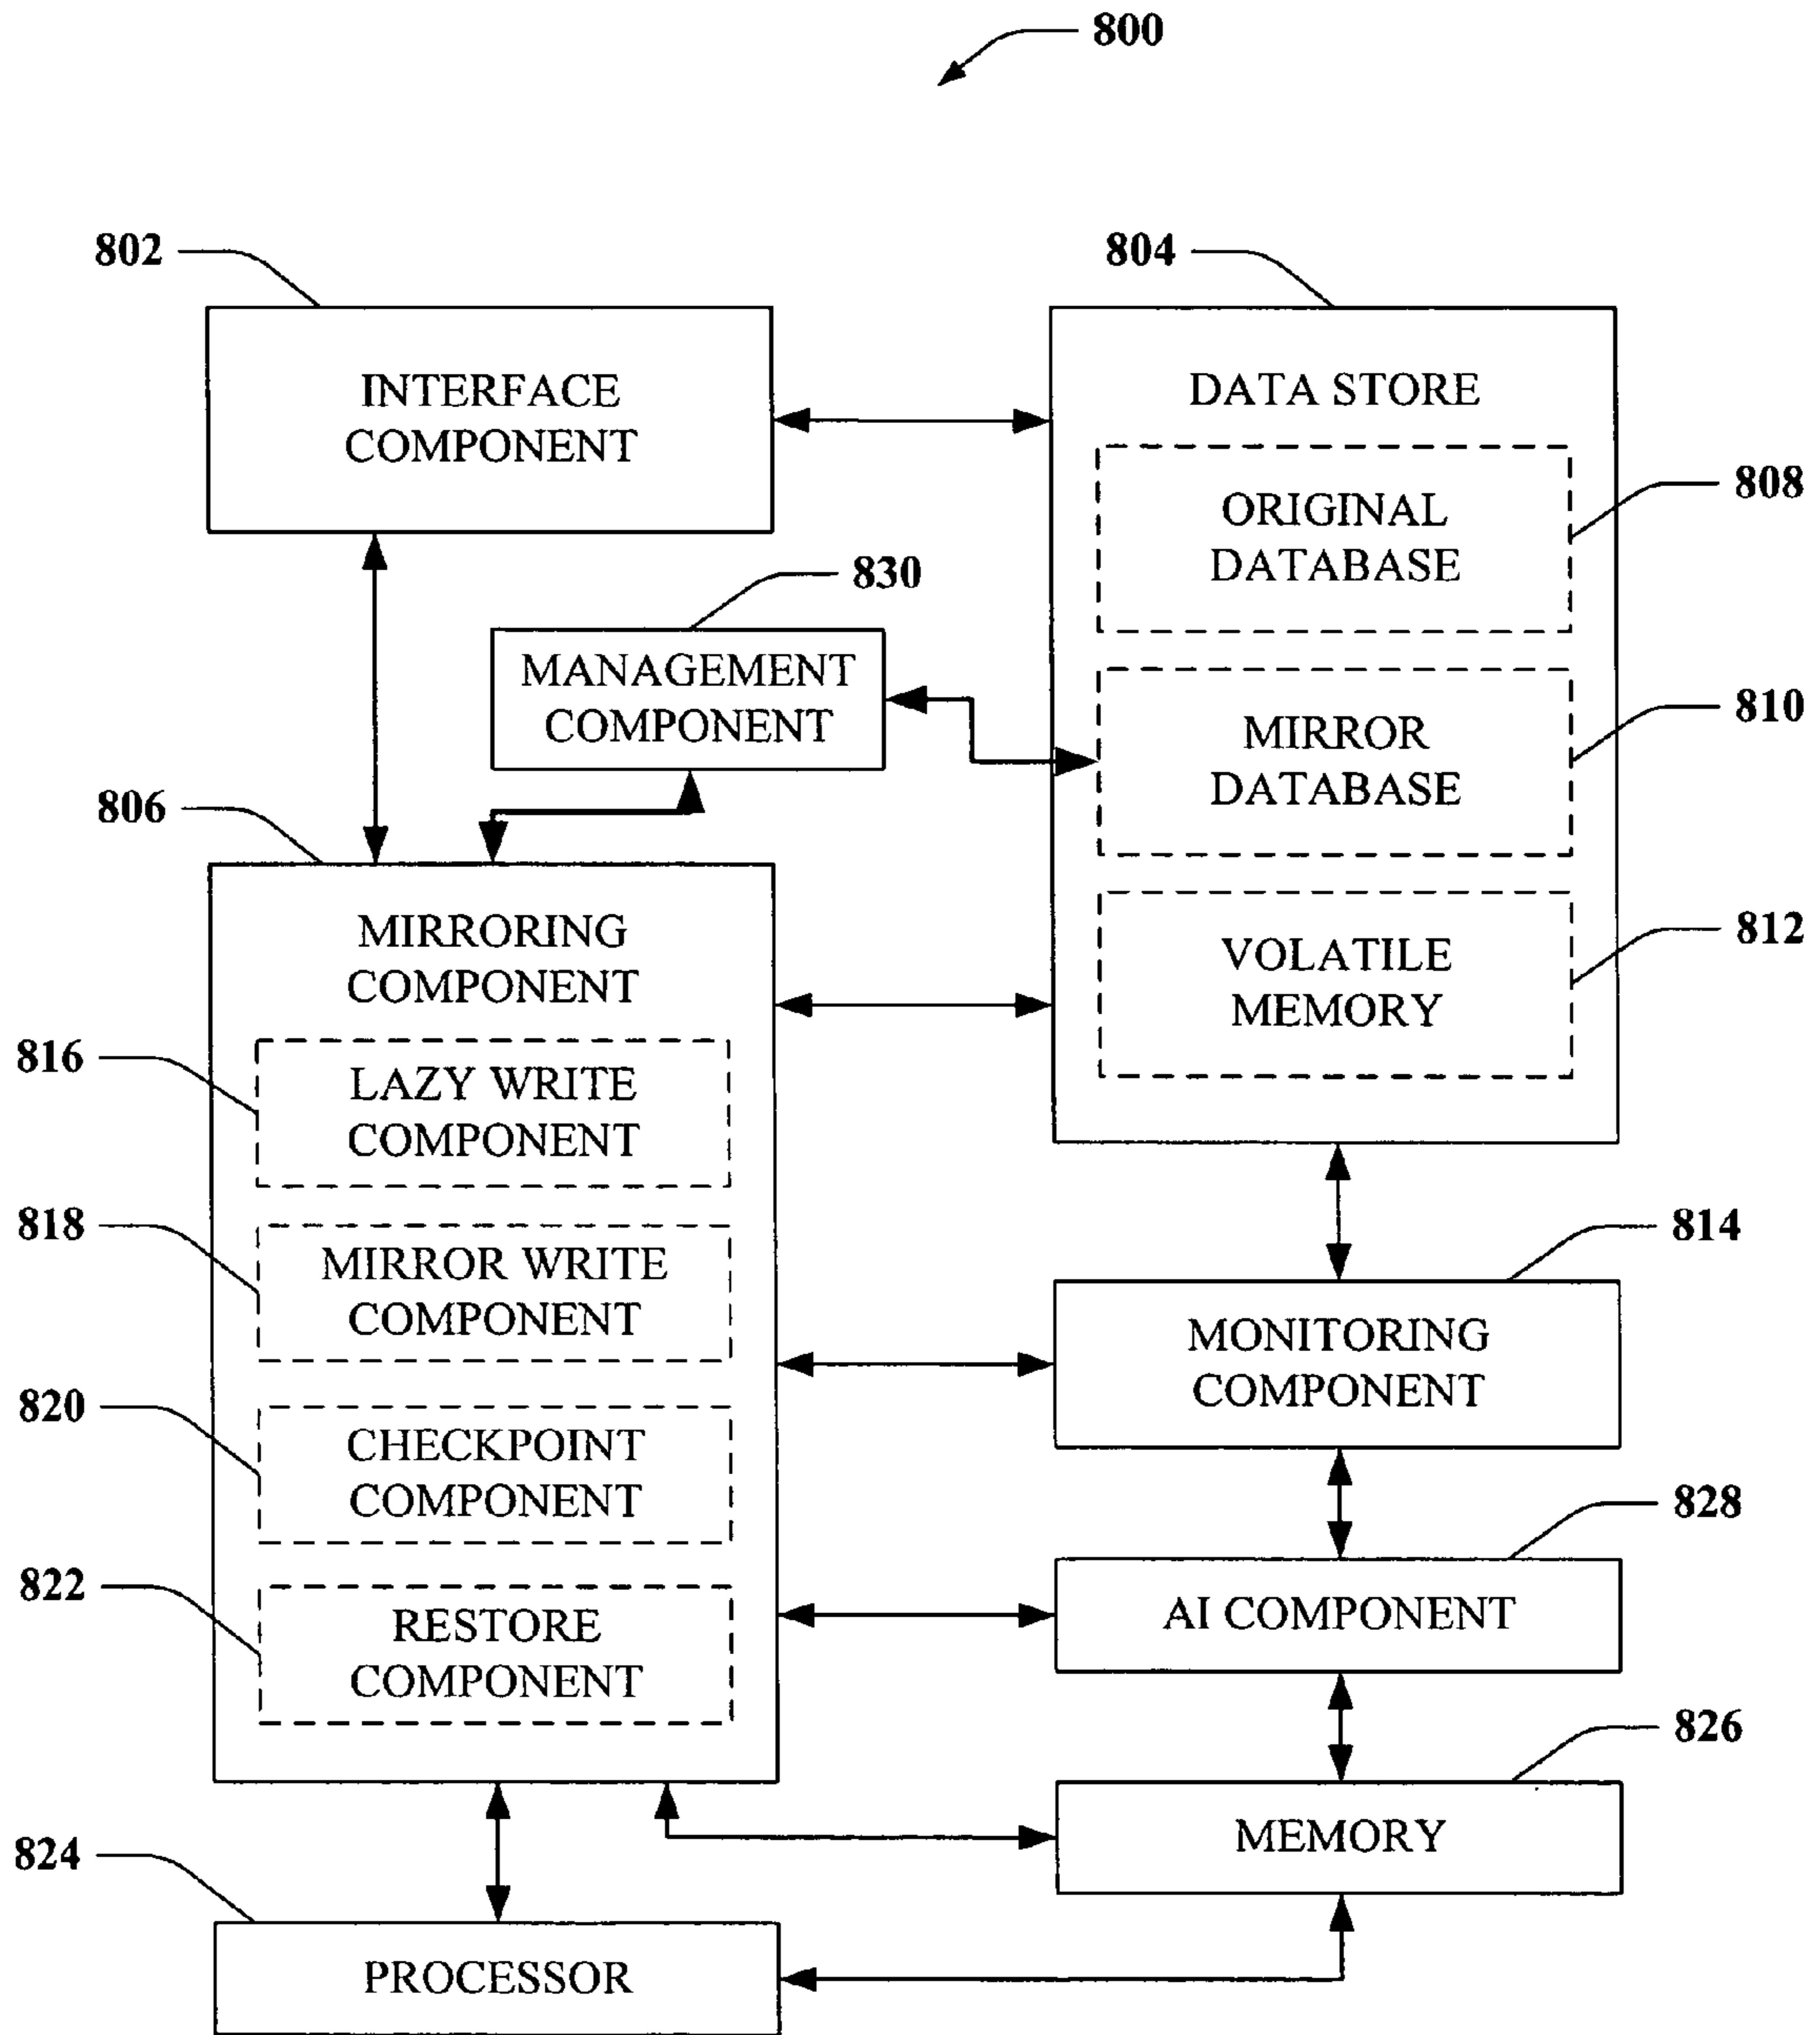 800
802
804
INTERFACE
COMPONENT
DATA STORE
ORIGINAL
DATABASE
808
830
MANAGEMENT
COMPONENT
MIRROR
DATABASE
810
806
MIRRORING
COMPONENT
VOLATILE
MEMORY
812
816
LAZY WRITE
COMPONENT
818
MIRROR WRITE
COMPONENT
814
MONITORING
COMPONENT
820
CHECKPOINT
COMPONENT
828
AI COMPONENT
822
RESTORE
COMPONENT
826
MEMORY
824
PROCESSOR